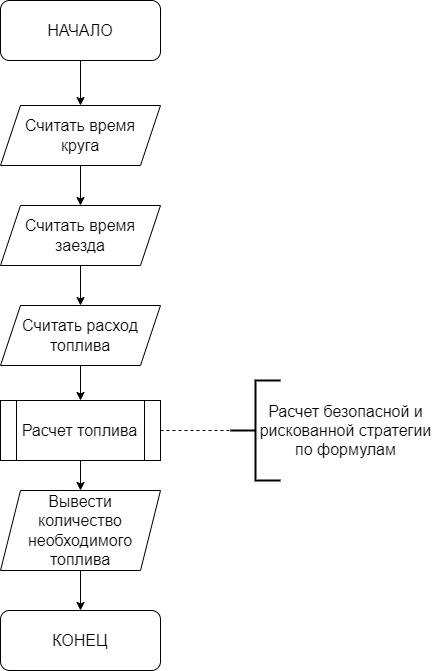 НАЧАЛО
Считать время
круга
Считать время
заезда
Считать расход
топлива
Расчет топлива
Расчет безопасной и
рискованной стратегии
по формулам
Вывести
количество
необходимого
топлива
КОНЕЦ